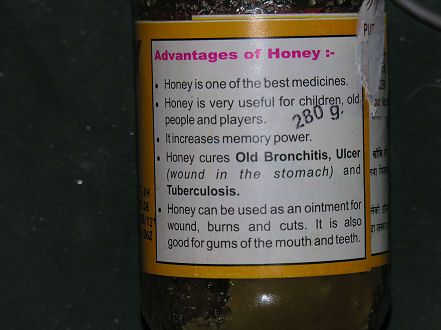 Advantages of Honey :-
• Honey is one of the best medicines.
• Honey is very useful for children, old
people and players.
280 g.
• It increases memory power.
• Honey cures Old Bronchitis, Ulcer
(wound in the stomach) and
Tuberculosis.
• Honey can be used as an ointment for
wound, burns and cuts. It is also
good for gums of the mouth and teeth.